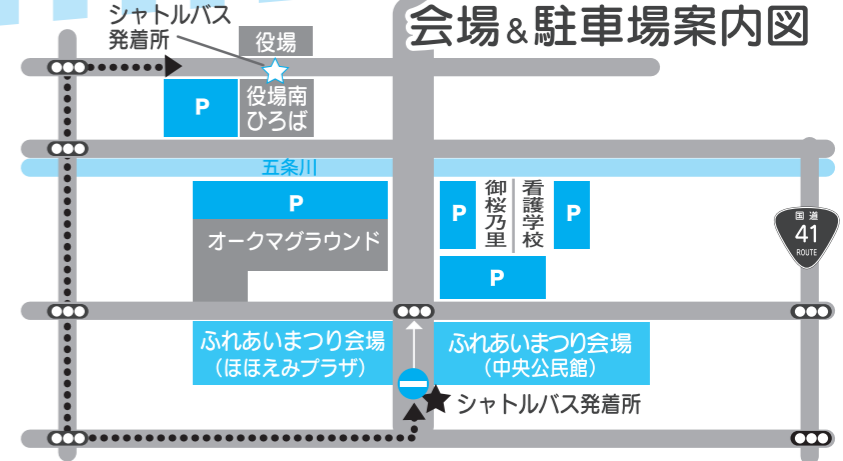 会場&駐車場案内図
シャトルバス
発着所
役場
P
役場南
ひろば
五条川
P
オークマグラウンド
P
御桜乃里
看護学校
P
P
国道
41
ROUTE
ふれあいまつり会場
(ほほえみプラザ)
ふれあいまつり会場
(中央公民館)
シャトルバス発着所